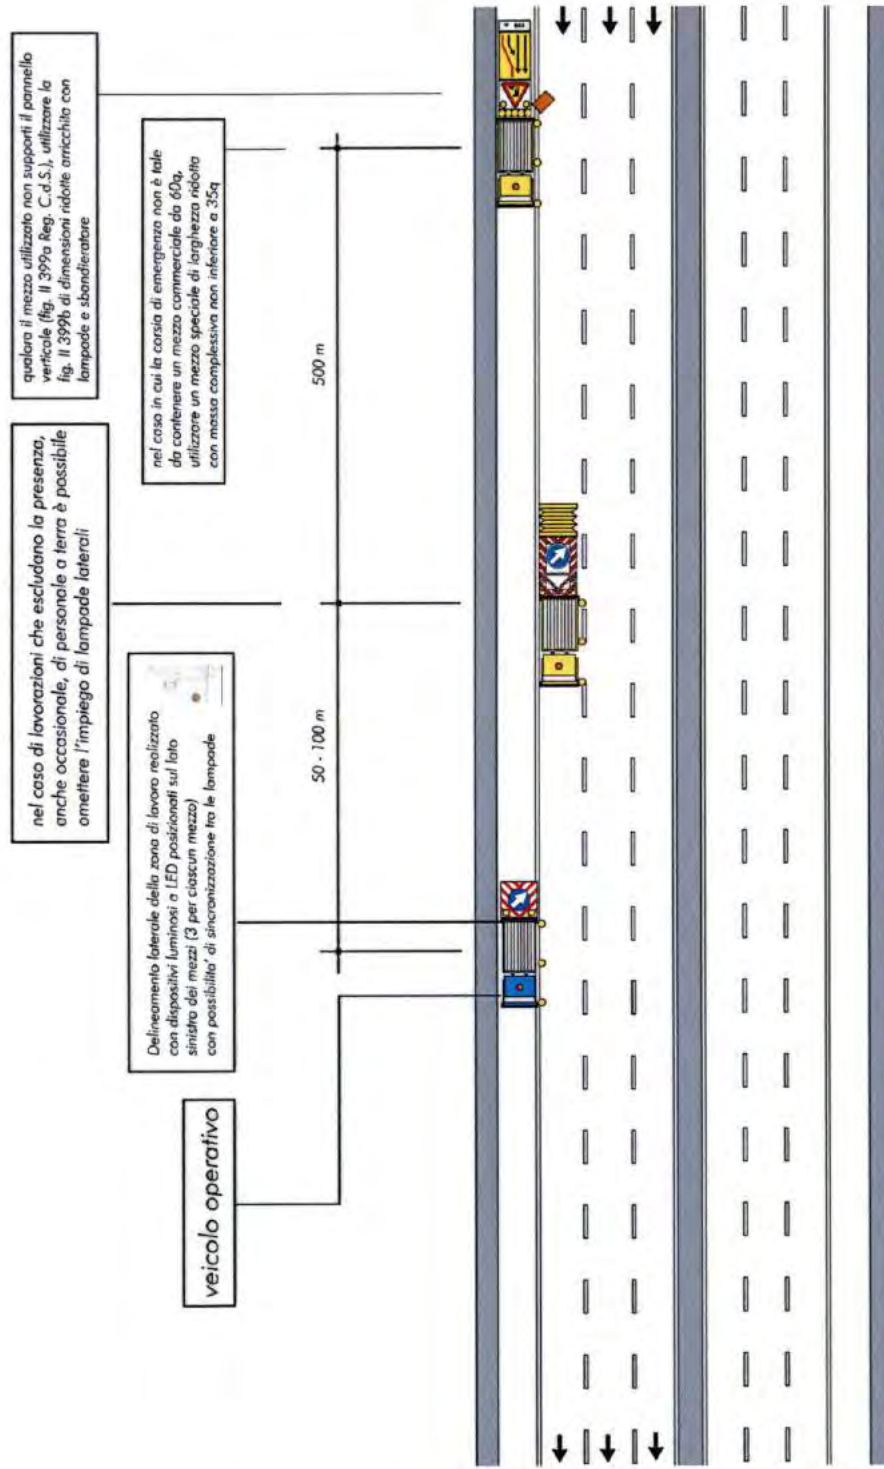 qualora il mezzo utilizzato non supporti il pannello
verticale (fig. II 399a Reg. C.d.S.), utilizzare la
fig. II 399b di dimensioni ridotte arricchita con
lampade e sbandieratore
nel caso in cui la corsia di emergenza non è tale
da contenere un mezzo commerciale da 60q,
utilizzare un mezzo speciale di larghezza ridotta
con massa complessiva non inferiore a 35q
500 m
nel caso di lavorazioni che escludano la presenza,
anche occasionale, di personale a terra è possibile
omettere l'impiego di lampade laterali
Delineamento laterale della zona di lavoro realizzato
con dispositivi luminosi a LED posizionati sul lato
sinistro dei mezzi (3 per ciascun mezzo)
con possibilita' di sincronizzazione tra le lampade
50 - 100 m
veicolo operativo